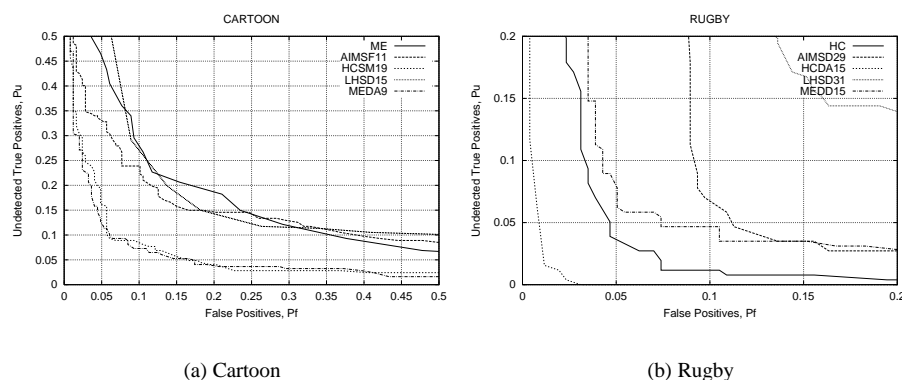 CARTOON
ME
AIMSF11
HCSM19
LHSD15
MEDA9
Undetected True Positives, Pu
0.5
0.45
0.4
0.35
0.3
0.25
0.2
0.15
0.1
0.05
0
0 0.05 0.1 0.15 0.2 0.25 0.3 0.35 0.4 0.45 0.5
False Positives, Pf
(a) Cartoon
RUGBY
HC
AIMSD29
HCDA15
LHSD31
MEDD15
Undetected True Positives, Pu
0.2
0.15
0.1
0.05
0
0 0.05 0.1 0.15 0.2
False Positives, Pf
(b) Rugby